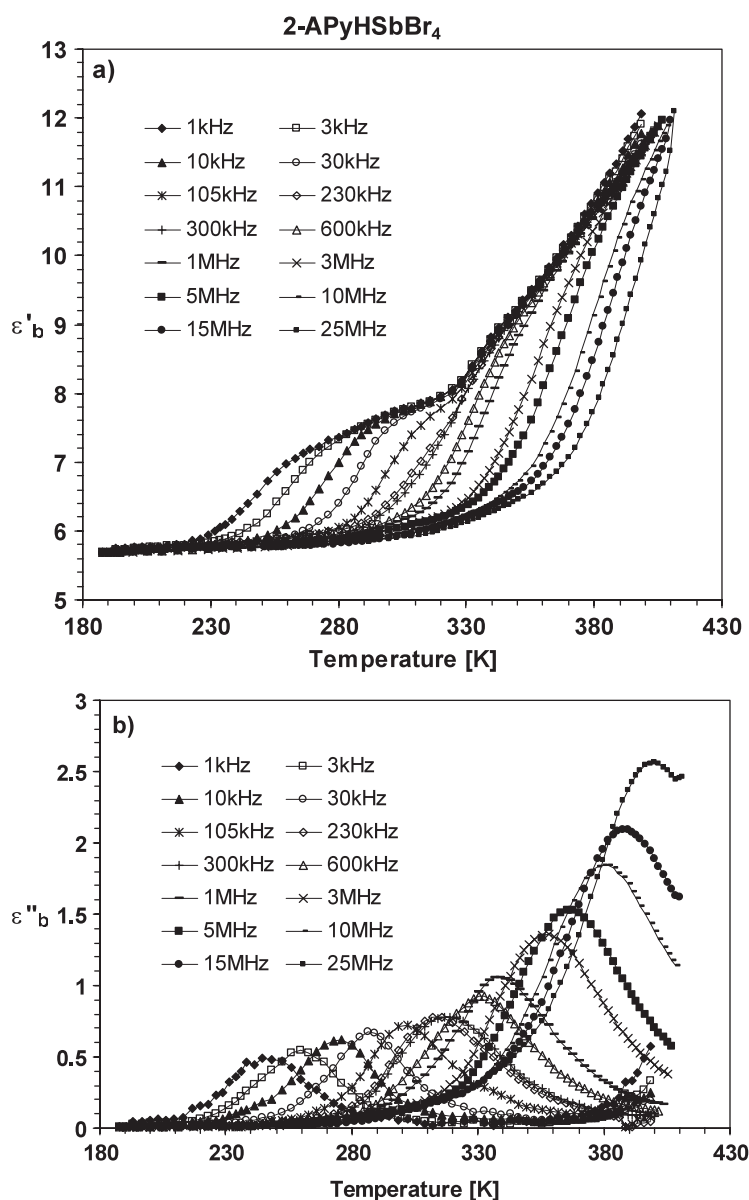 2-APyHSbBr₄
a)
13
12
11
10
9
8
7
6
5
ε'b
1kHz 3kHz
10kHz 30kHz
105kHz 230kHz
300kHz 600kHz
1MHz 3MHz
5MHz 10MHz
15MHz 25MHz
180 230 280 330 380 430
Temperature [K]
b)
3
2.5
2
1.5
1
0.5
0
ε"b
1kHz 3kHz
10kHz 30kHz
105kHz 230kHz
300kHz 600kHz
1MHz 3MHz
5MHz 10MHz
15MHz 25MHz
180 230 280 330 380 430
Temperature [K]